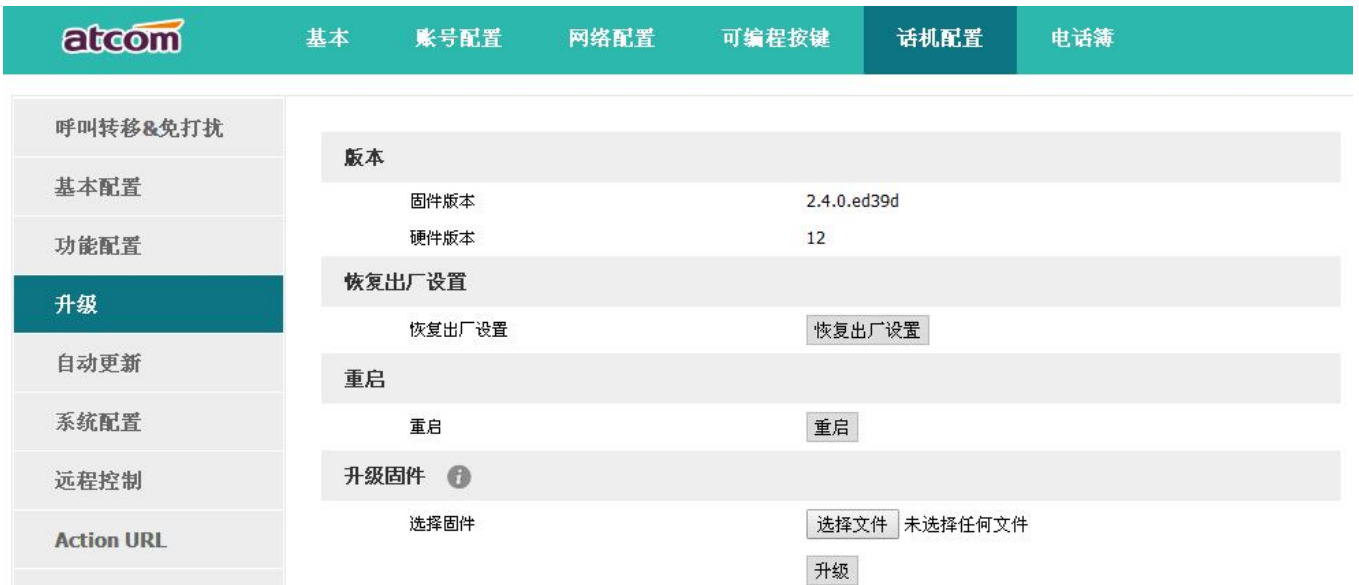 atcom 基本 账号配置 网络配置 可编程按键 话机配置 电话簿
呼叫转移&免打扰
基本配置
功能配置
升级
自动更新
系统配置
远程控制
Action URL
版本
固件版本 2.4.0.ed39d
硬件版本 12
恢复出厂设置
恢复出厂设置 恢复出厂设置
重启
重启 重启
升级固件
选择固件 选择文件 未选择任何文件
升级